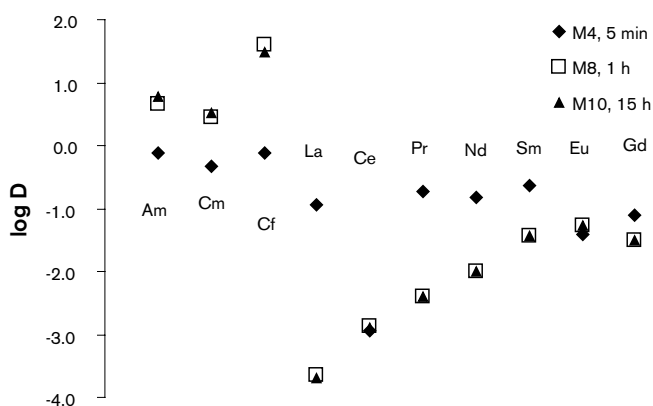 2.0
1.0
0.0
-1.0
-2.0
-3.0
-4.0
log D
M4, 5 min
M8, 1 h
M10, 15 h
Am
Cm
Cf
La
Ce
Pr
Nd
Sm
Eu
Gd